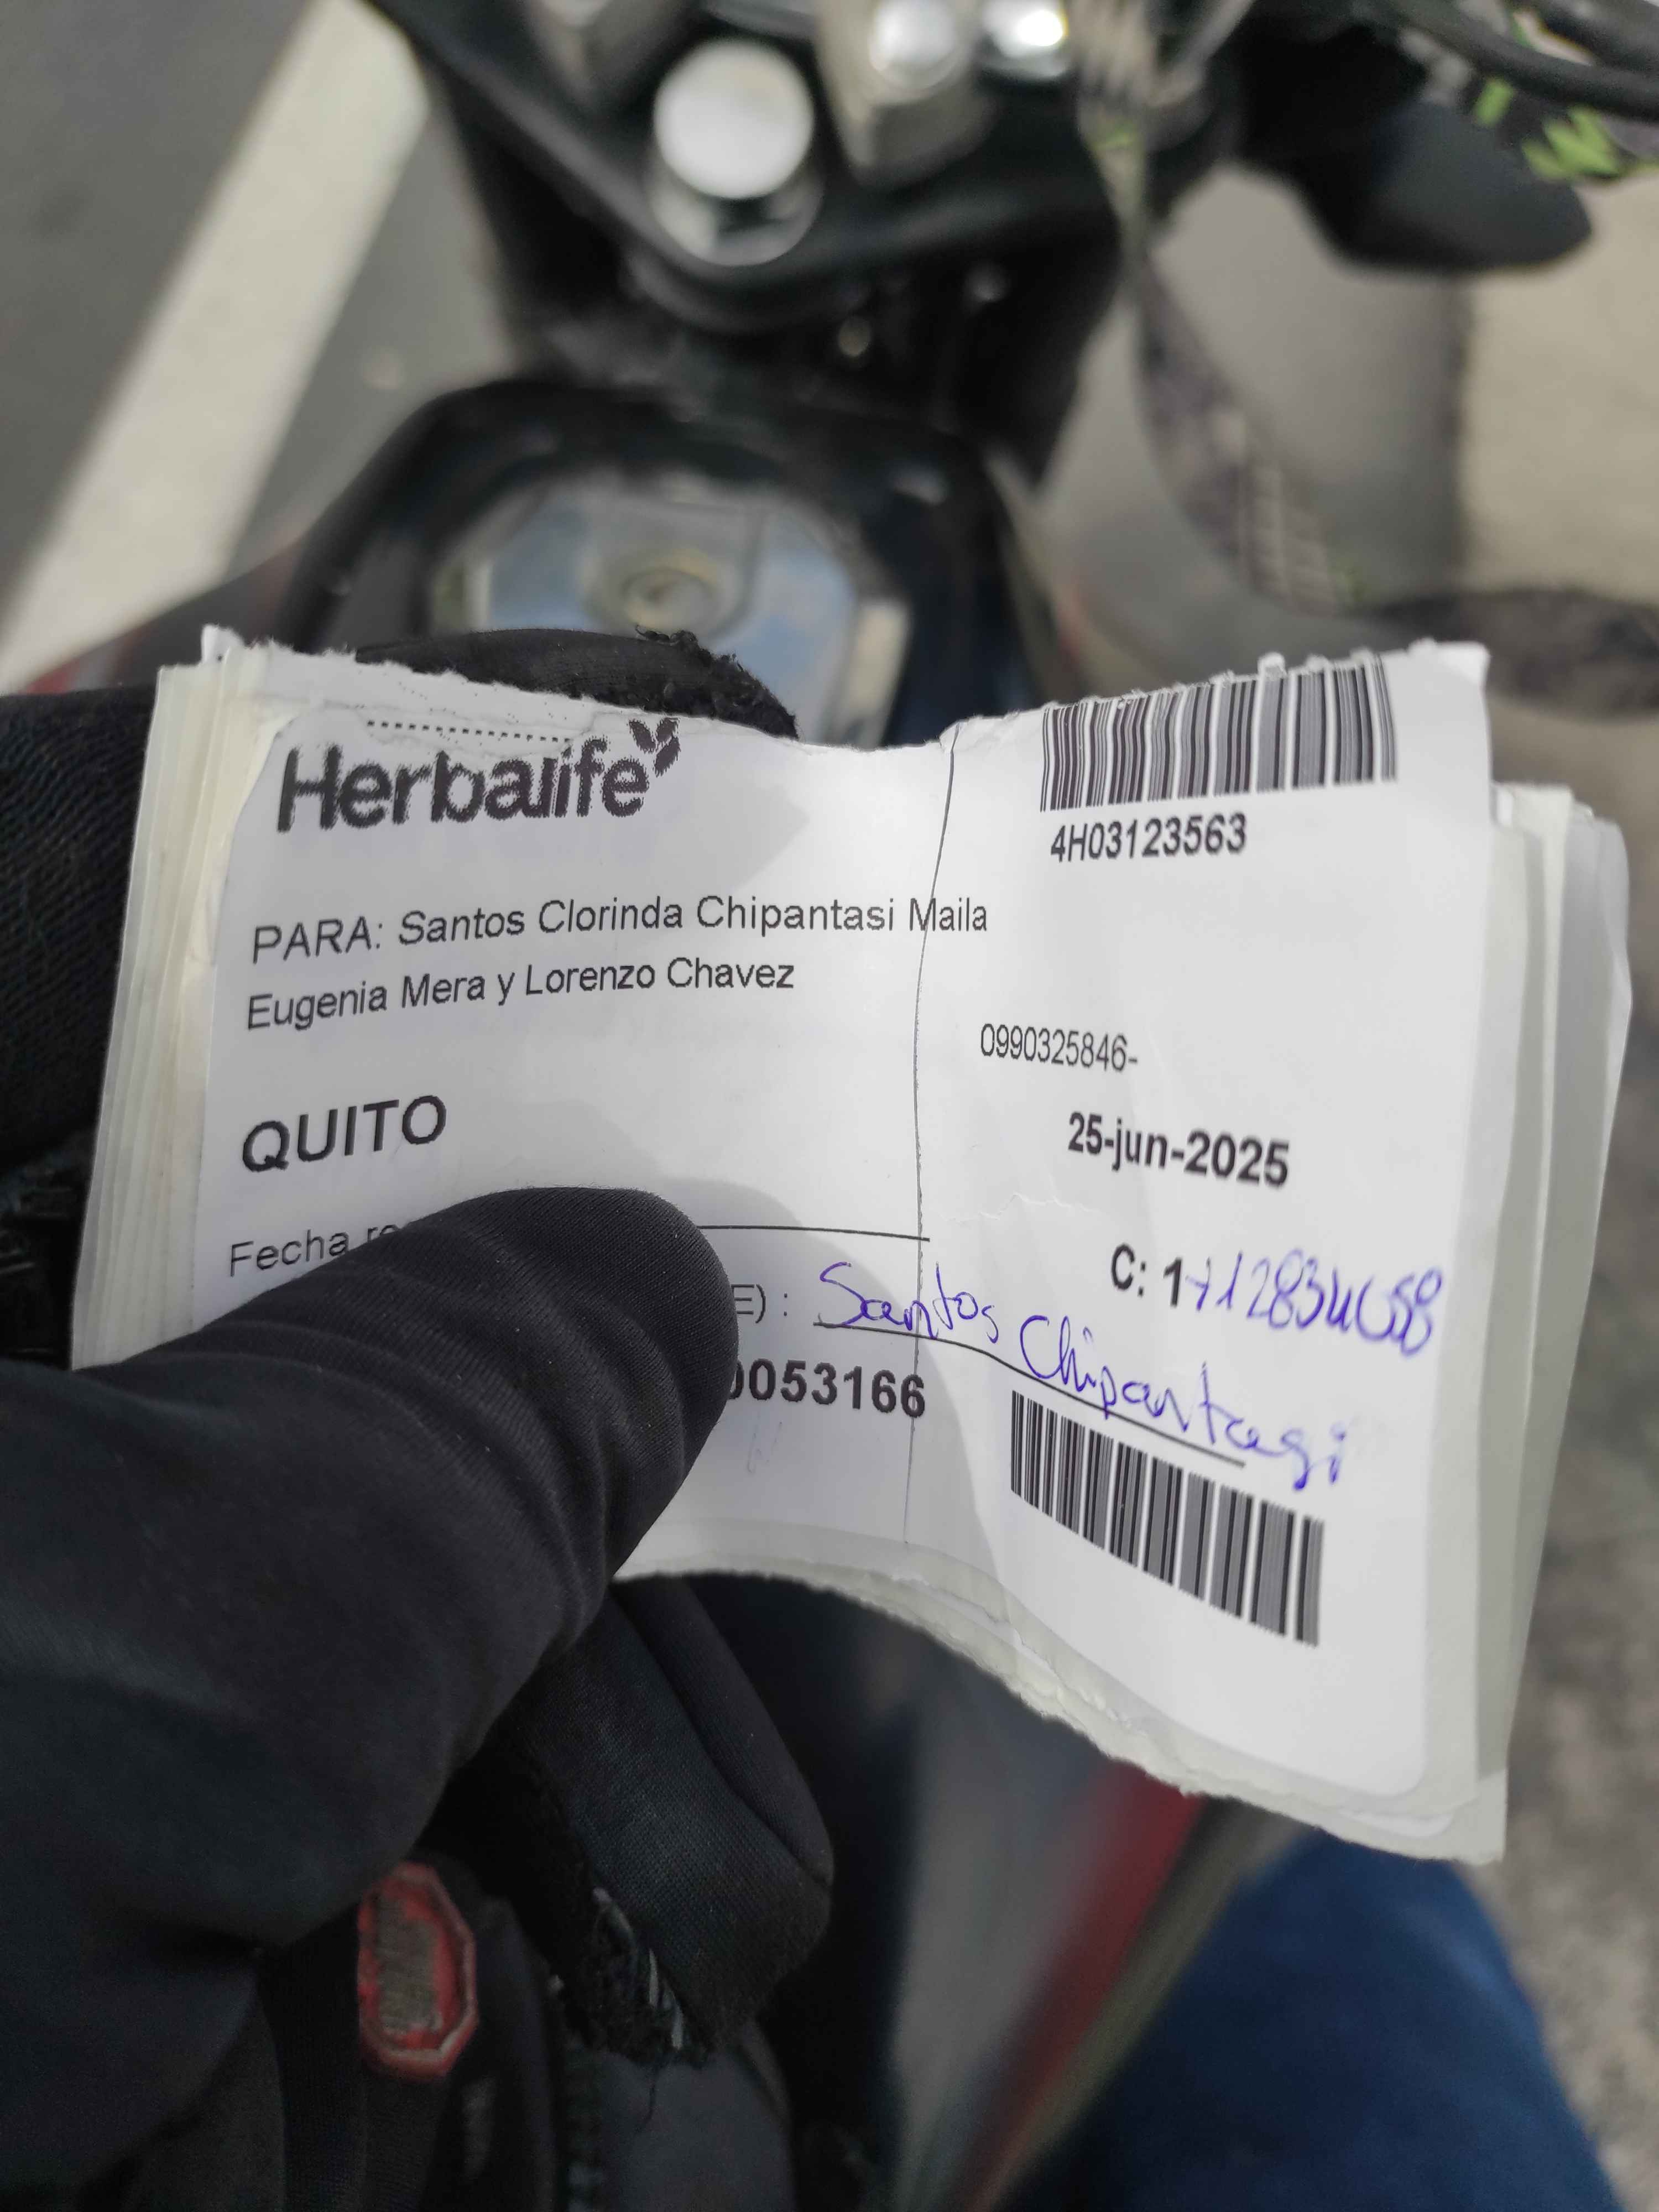 Herbalife
4H03123563
PARA: Santos Clorinda Chipantasi Maila
Eugenia Mera y Lorenzo Chavez
0990325846-
QUITO
25-jun-2025
Fecha
C: 1
E) : Santos Chipantasi
0053166